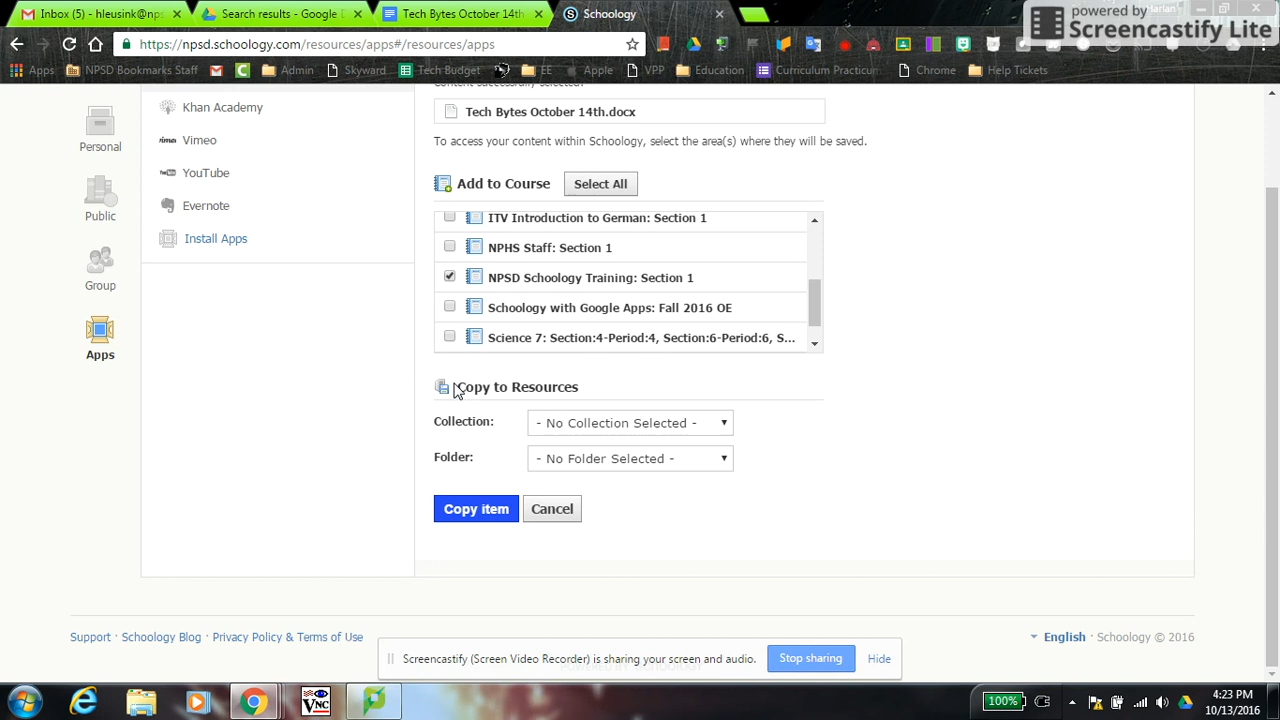 Inbox (5) - hleusink@nps
Search results - Google D
Tech Bytes October 14th
Schoology
Harlan
powered by
Screencastify Lite
https://npsd.schoology.com/resources/apps#/resources/apps
Apps
NPSD Bookmarks Staff
Admin
Skyward
Tech Budget
EE
Apple
VPP
Education
Curriculum Practicum
Chrome
Help Tickets
Content successfully selected.
Personal
Public
Group
Apps
Khan Academy
vimeo Vimeo
YouTube
Evernote
Install Apps
Tech Bytes October 14th.docx
To access your content within Schoology, select the area(s) where they will be saved.
Add to Course Select All
ITV Introduction to German: Section 1
NPHS Staff: Section 1
NPSD Schoology Training: Section 1
Schoology with Google Apps: Fall 2016 OE
Science 7: Section:4-Period:4, Section:6-Period:6, S...
Copy to Resources
Collection: - No Collection Selected -
Folder: - No Folder Selected -
Copy item Cancel
Support · Schoology Blog · Privacy Policy & Terms of Use
English · Schoology © 2016
Screencastify (Screen Video Recorder) is sharing your screen and audio. Stop sharing Hide
VNC
100%
4:23 PM
10/13/2016